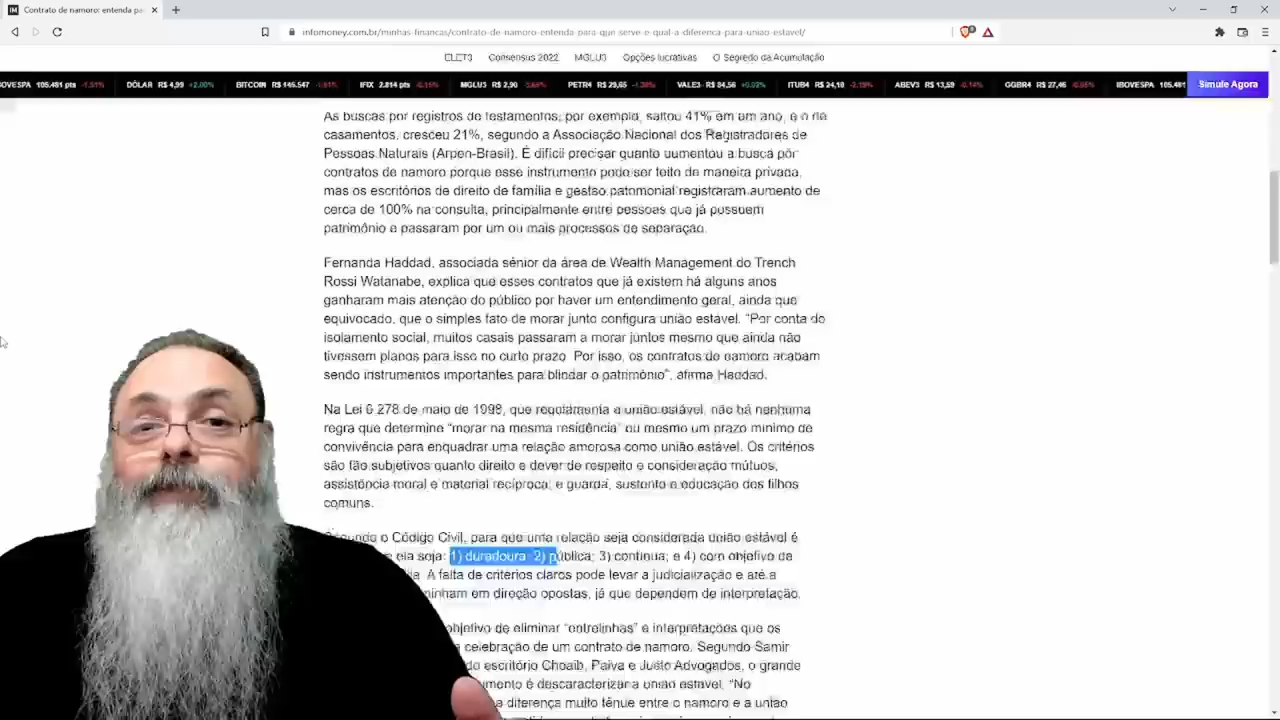 Contrato de namoro: entenda pa
infomoney.com.br/minhas-financas/contrato-de-namoro-entenda-para-que-serve-e-qual-a-diferenca-para-uniao-estavel/
ELET3 Consensus 2022 MGLU3 Opções lucrativas O Segredo da Acumulação
IBOVESPA 105.481 pts -1,51% DÓLAR R$ 4,99 +2,00% BITCOIN R$ 145.547 IFIX 2.814 pts MGLU3 R$ 2,90 PETR4 R$ 29,65 VALE3 R$ 84,56 +0,02% ITUB4 R$ 24,10 -2,19% ABEV3 R$ 13,59 -0,14% GGBR4 R$ 27,46 IBOVESPA 105.481 Simule Agora
As buscas por registros de testamentos, por exemplo, saltou 41% em um ano, e o de
casamentos, cresceu 21%, segundo a Associação Nacional dos Registradores de
Pessoas Naturais (Arpen-Brasil). É difícil precisar quanto aumentou a busca por
contratos de namoro porque esse instrumento pode ser feito de maneira privada,
mas os escritórios de direito de família e gestão patrimonial registraram aumento de
cerca de 100% na consulta, principalmente entre pessoas que já possuem
patrimônio e passaram por um ou mais processos de separação.
Fernanda Haddad, associada sênior da área de Wealth Management do Trench
Rossi Watanabe, explica que esses contratos que já existem há alguns anos
ganharam mais atenção do público por haver um entendimento geral, ainda que
equivocado, que o simples fato de morar junto configura união estável. “Por conta do
isolamento social, muitos casais passaram a morar juntos mesmo que ainda não
tivessem planos para isso no curto prazo. Por isso, os contratos de namoro acabam
sendo instrumentos importantes para blindar o patrimônio”, afirma Haddad.
Na Lei 9.278 de maio de 1996, que regulamenta a união estável, não há nenhuma
regra que determine “morar na mesma residência” ou mesmo um prazo mínimo de
convivência para enquadrar uma relação amorosa como união estável. Os critérios
são tão subjetivos quanto direito e dever de respeito e consideração mútuos,
assistência moral e material recíproca, e guarda, sustento e educação dos filhos
comuns.
Segundo o Código Civil, para que uma relação seja considerada união estável é
ela seja: 1) duradoura; 2) pública; 3) contínua; e 4) com objetivo de
A falta de critérios claros pode levar a judicialização e até a
minham em direção opostas, já que dependem de interpretação.
objetivo de eliminar “entrelinhas” e interpretações que os
a celebração de um contrato de namoro. Segundo Samir
do escritório Choaib, Paiva e Justo Advogados, o grande
umento é descaracterizar a união estável. “No
a diferença muito tênue entre o namoro e a união